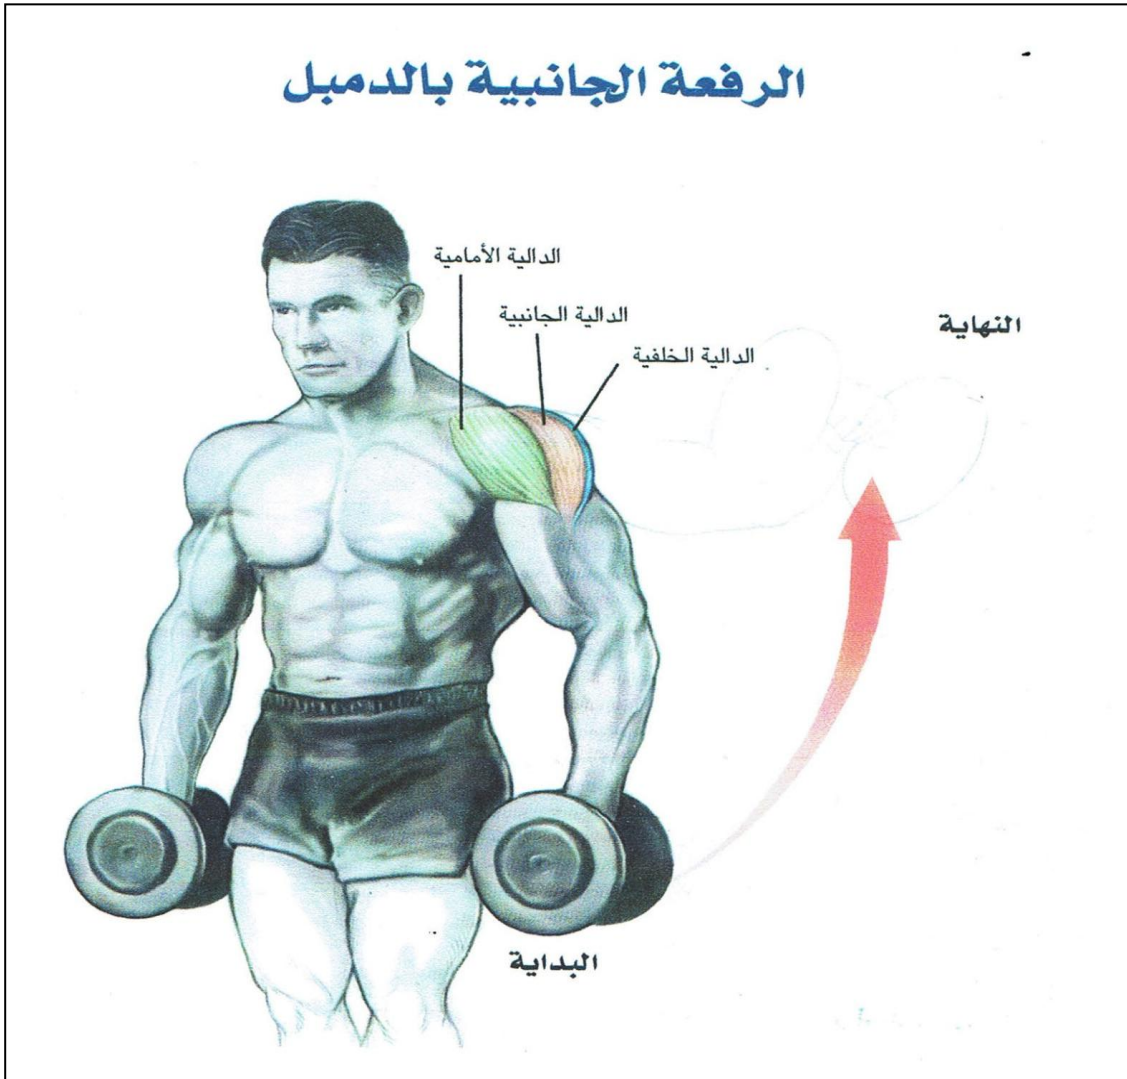 الرفعة الجانبية بالدمبل
الدالية الأمامية
الدالية الجانبية
النهاية
الدالية الخلفية
البداية